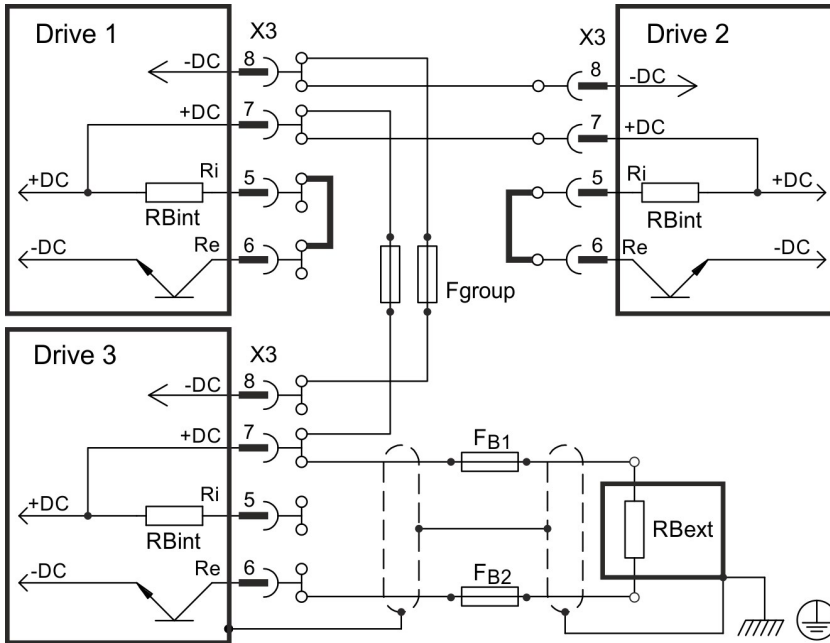 Drive 1
X3
-DC
8
+DC
7
+DC
Ri
5
RBint
-DC
Re
6
X3
Drive 2
8
-DC
7
+DC
5
Ri
+DC
RBint
6
Re
-DC
Fgroup
Drive 3
X3
-DC
8
+DC
7
+DC
Ri
5
RBint
-DC
Re
6
FB1
RBext
FB2